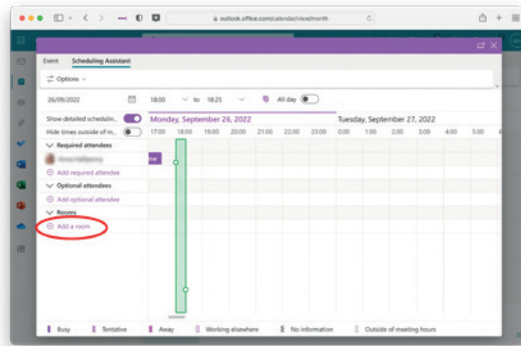 outlook.office.com/calendar/view/month
Event Scheduling Assistant
Options
26/09/2022 18:00 to 18:25 All day
Show detailed schedulin...
Monday, September 26, 2022 Tuesday, September 27, 2022
Hide times outside of m...
17:00 18:00 19:00 20:00 21:00 22:00 23:00 0:00 1:00 2:00 3:00 4:00 5:00
Required attendees
Add required attendee
Optional attendees
Add optional attendee
Rooms
Add a room
Busy Tentative Away Working elsewhere No information Outside of meeting hours